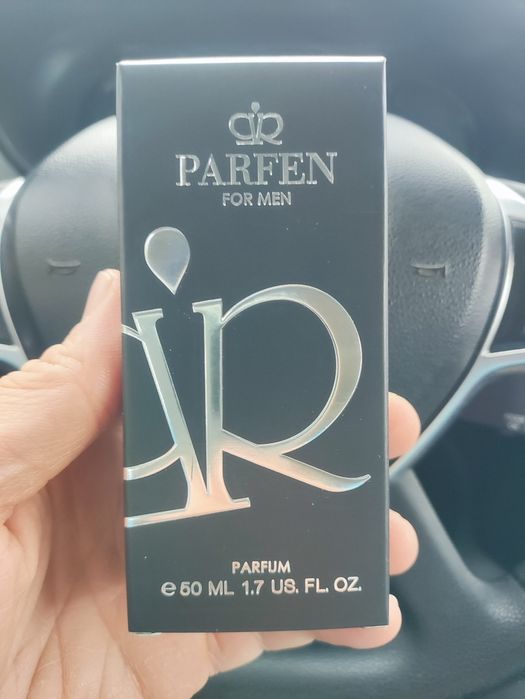 PARFEN
FOR MEN
PARFUM
℮ 50 ML 1.7 US. FL. OZ.